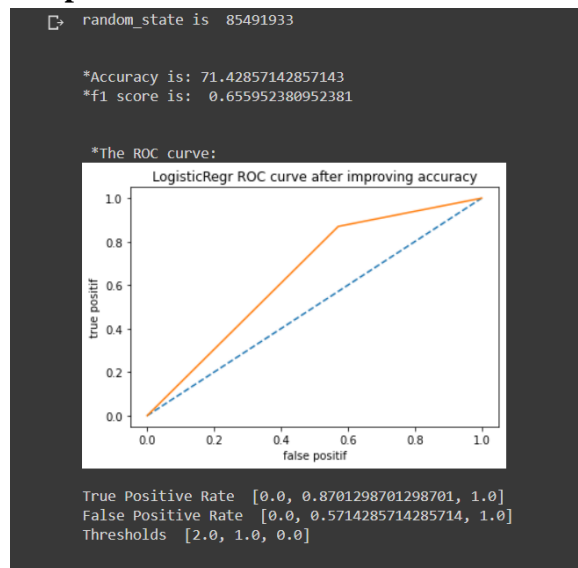 random_state is 85491933
*Accuracy is: 71.42857142857143
*f1 score is: 0.655952380952381
*The ROC curve:
LogisticRegr ROC curve after improving accuracy
1.0
0.8
0.6
0.4
0.2
0.0
true positif
0.0 0.2 0.4 0.6 0.8 1.0
false positif
True Positive Rate [0.0, 0.8701298701298701, 1.0]
False Positive Rate [0.0, 0.5714285714285714, 1.0]
Thresholds [2.0, 1.0, 0.0]